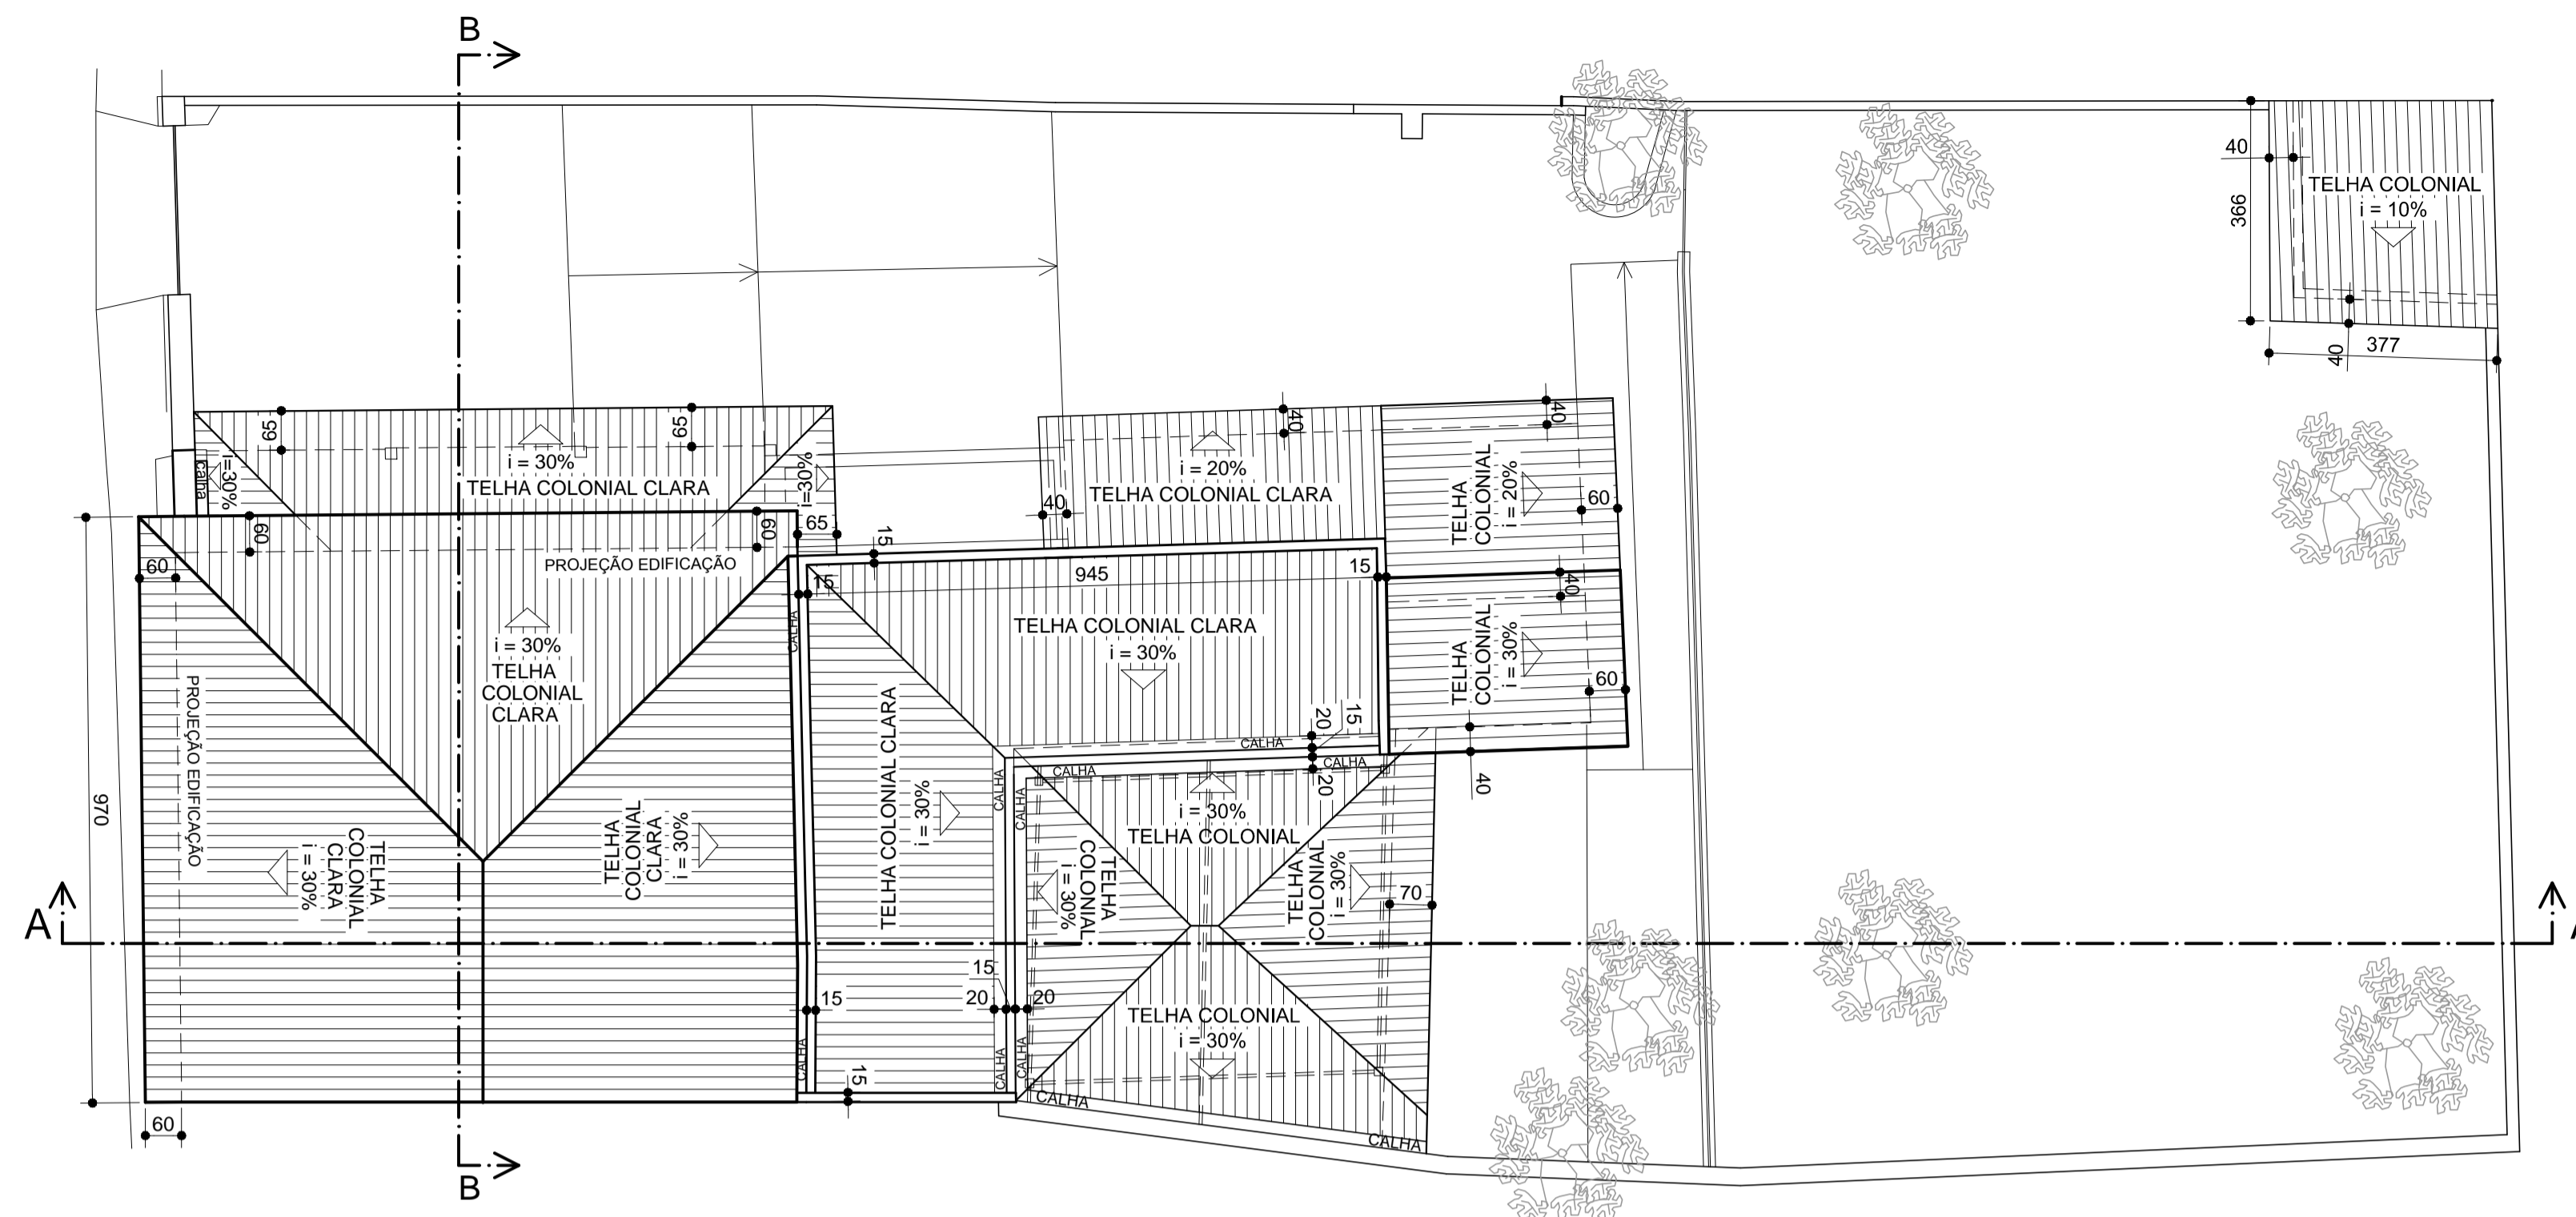 B
40
TELHA COLONIAL
i = 10%
366
377
40
65
65
i = 30%
TELHA COLONIAL CLARA
calha
i=30%
i=30%
65
40
i = 20%
TELHA COLONIAL CLARA
40
40
TELHA
COLONIAL
i = 20%
60
60
60
60
PROJEÇÃO EDIFICAÇÃO
15
15
945
15
40
CALHA
i = 30%
TELHA
COLONIAL
CLARA
PROJEÇÃO EDIFICAÇÃO
TELHA COLONIAL CLARA
i = 30%
TELHA
COLONIAL
i = 30%
60
20
15
CALHA
CALHA
CALHA
20
40
970
TELHA
COLONIAL
CLARA
i = 30%
TELHA
COLONIAL
CLARA
i = 30%
TELHA COLONIAL CLARA
i = 30%
CALHA
CALHA
i = 30%
TELHA COLONIAL
TELHA
COLONIAL
i = 30%
TELHA
COLONIAL
i = 30%
70
A
A
15
15
20
20
TELHA COLONIAL
i = 30%
CALHA
CALHA
CALHA
15
CALHA
CALHA
60
B